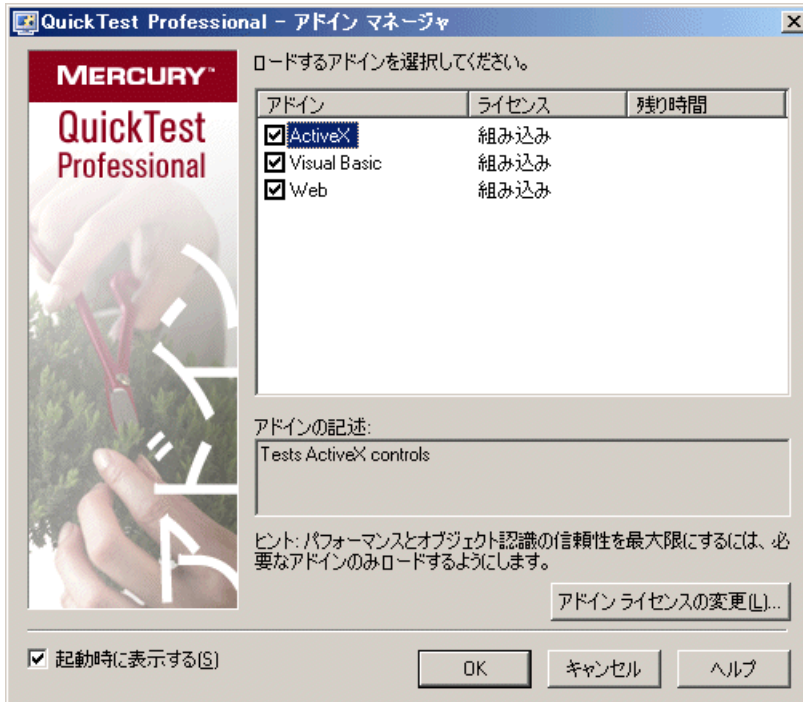 QuickTest Professional - アドイン マネージャ
MERCURY™
QuickTest
Professional
アドイン
ロードするアドインを選択してください。
アドイン ライセンス 残り時間
ActiveX 組み込み
Visual Basic 組み込み
Web 組み込み
アドインの記述:
Tests ActiveX controls
ヒント: パフォーマンスとオブジェクト認識の信頼性を最大限にするには、必
要なアドインのみロードするようにします。
アドイン ライセンスの変更(L)...
起動時に表示する(S)
OK キャンセル ヘルプ